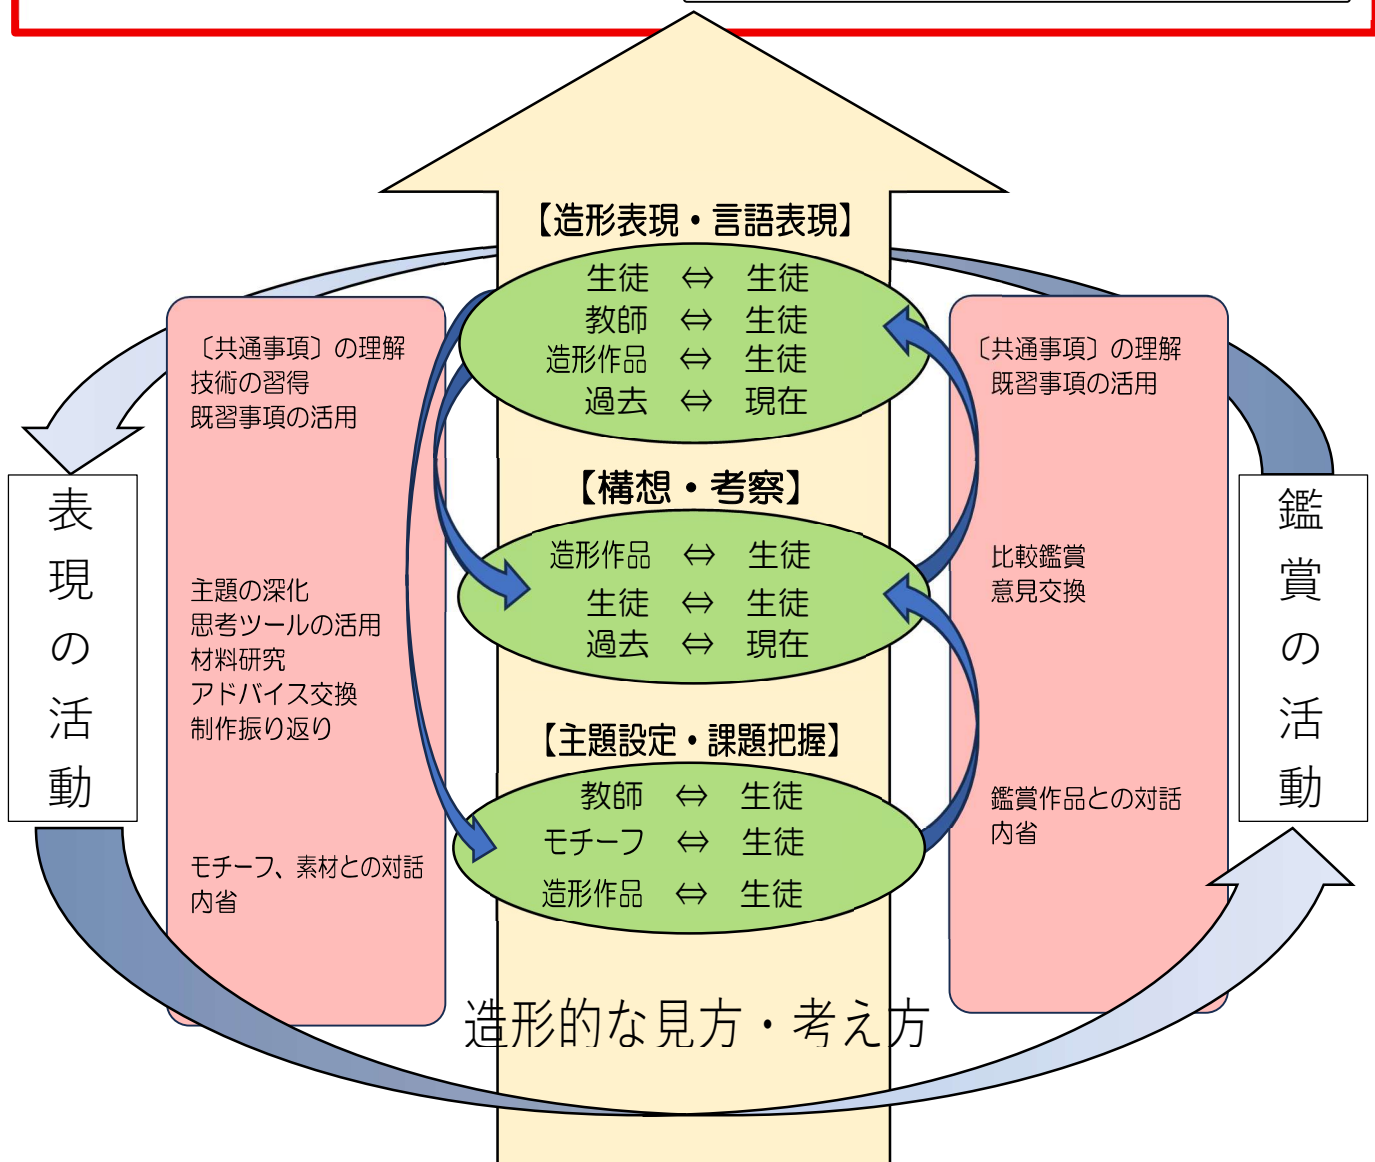 【造形表現・言語表現】
生徒 ⇔ 生徒
教師 ⇔ 生徒
造形作品 ⇔ 生徒
過去 ⇔ 現在
【構想・考察】
造形作品 ⇔ 生徒
生徒 ⇔ 生徒
過去 ⇔ 現在
【主題設定・課題把握】
教師 ⇔ 生徒
モチーフ ⇔ 生徒
造形作品 ⇔ 生徒
造形的な見方・考え方
表現の活動
〔共通事項〕の理解
技術の習得
既習事項の活用
主題の深化
思考ツールの活用
材料研究
アドバイス交換
制作振り返り
モチーフ、素材との対話
内省
〔共通事項〕の理解
既習事項の活用
比較鑑賞
意見交換
鑑賞作品との対話
内省
鑑賞の活動